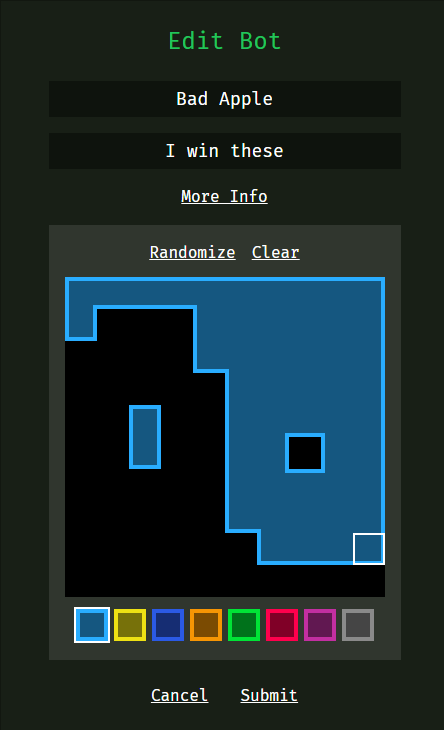 Edit Bot
Bad Apple
I win these
More Info
Randomize Clear
Cancel Submit